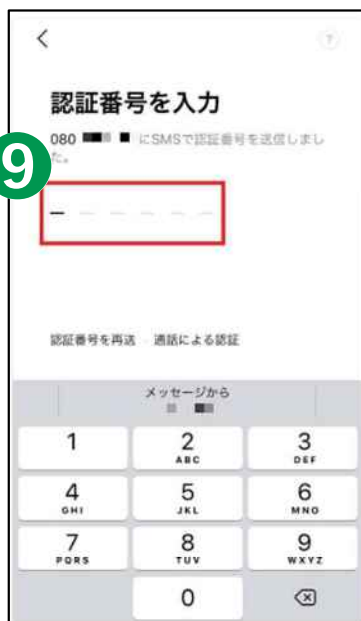 ?
認証番号を入力
080 にSMSで認証番号を送信しまし
た。
9
認証番号を再送 通話による認証
メッセージから
1
2
ABC
3
DEF
4
GHI
5
JKL
6
MNO
7
PQRS
8
TUV
9
WXYZ
0